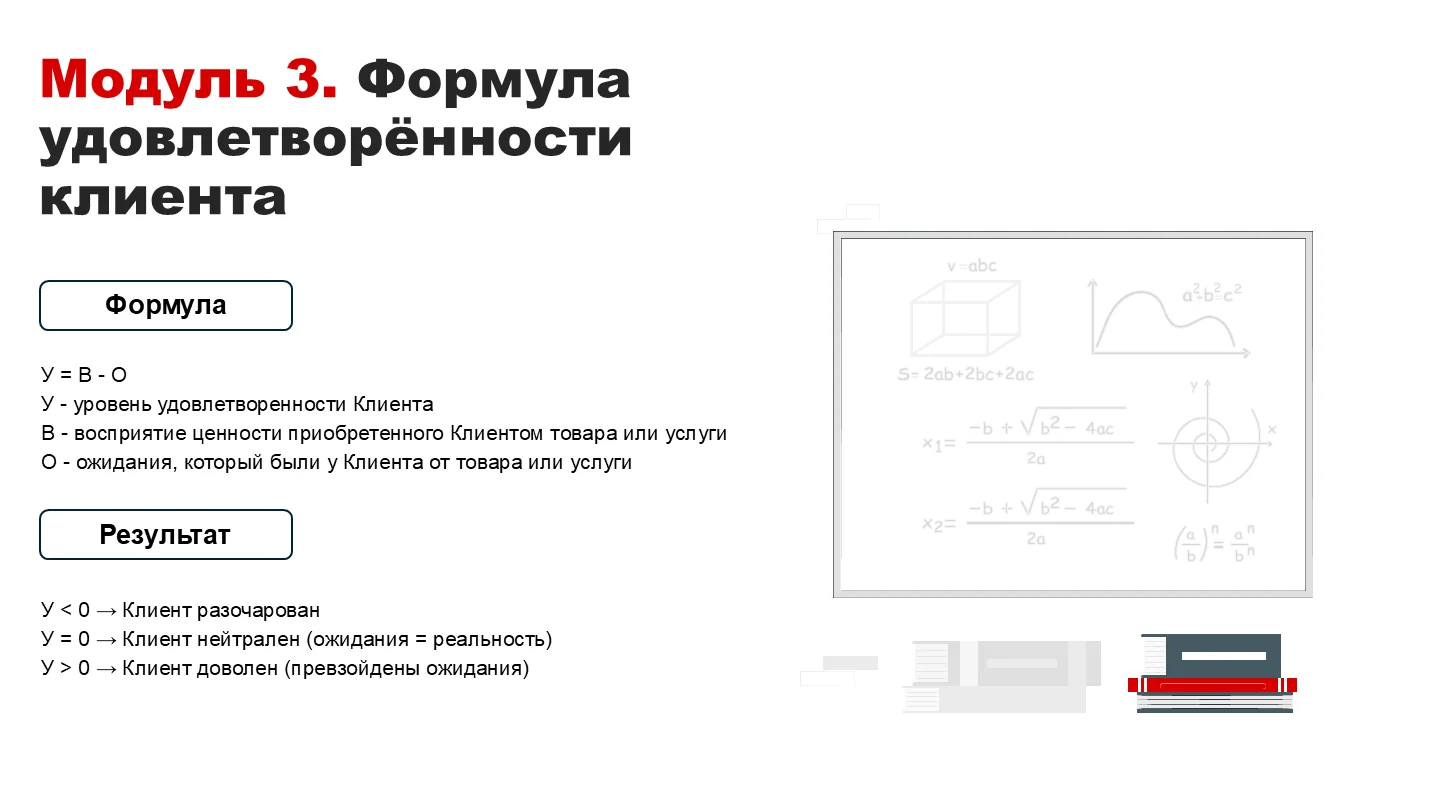 Модуль 3. Формула
удовлетворённости
клиента
Формула
У = В - О
У - уровень удовлетворенности Клиента
В - восприятие ценности приобретенного Клиентом товара или услуги
О - ожидания, который были у Клиента от товара или услуги
Результат
У < 0 → Клиент разочарован
У = 0 → Клиент нейтрален (ожидания = реальность)
У > 0 → Клиент доволен (превзойдены ожидания)
v=abc
a²+b²=c²
S= 2ab+2bc+2ac
y
x
x₁= -b + √b² - 4ac
2a
x₂= -b + √b² - 4ac
2a
(a/b)ⁿ = aⁿ/bⁿ